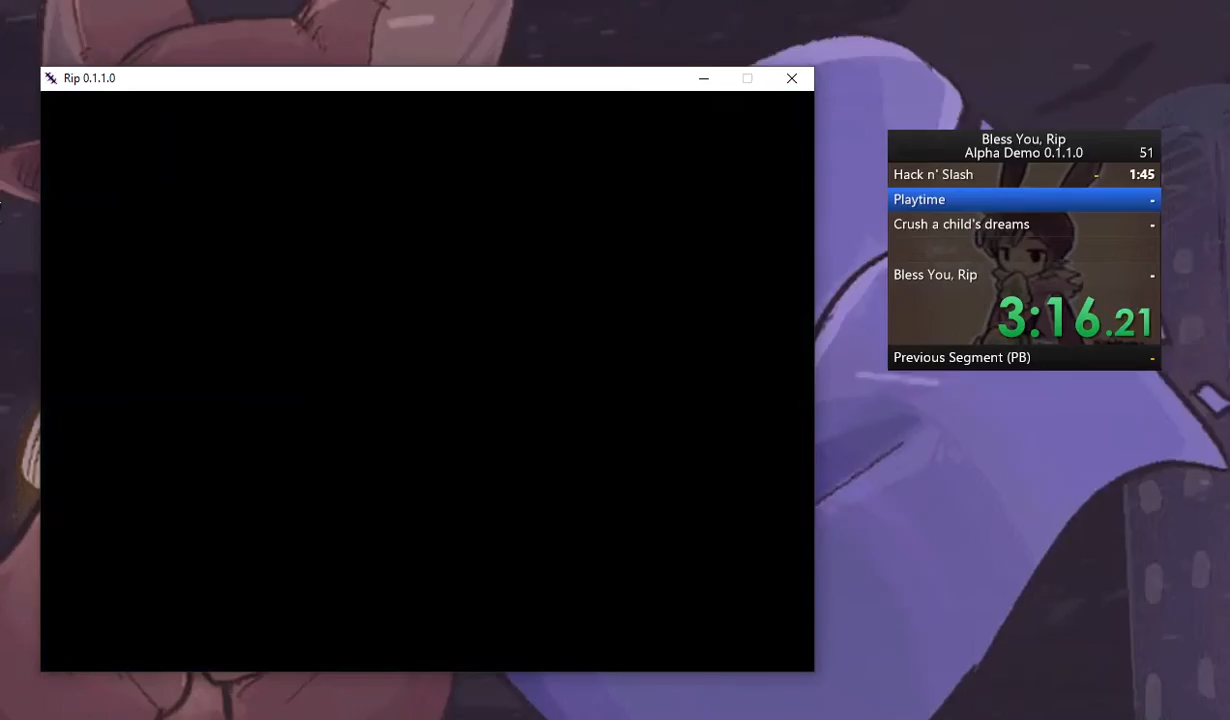 Rip 0.1.1.0
Bless You, Rip
Alpha Demo 0.1.1.0 51
Hack n' Slash - 1:45
Playtime -
Crush a child's dreams -
Bless You, Rip -
3:16.21
Previous Segment (PB) -